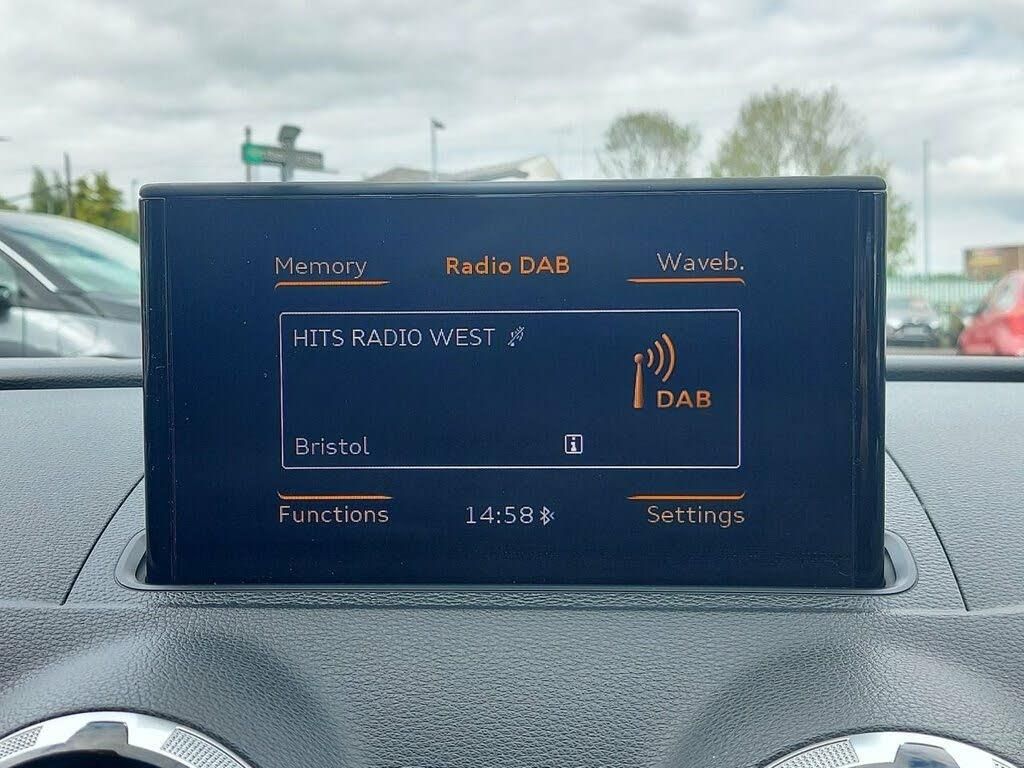 Memory Radio DAB Waveb.
HITS RADIO WEST
DAB
Bristol
Functions 14:58 Settings